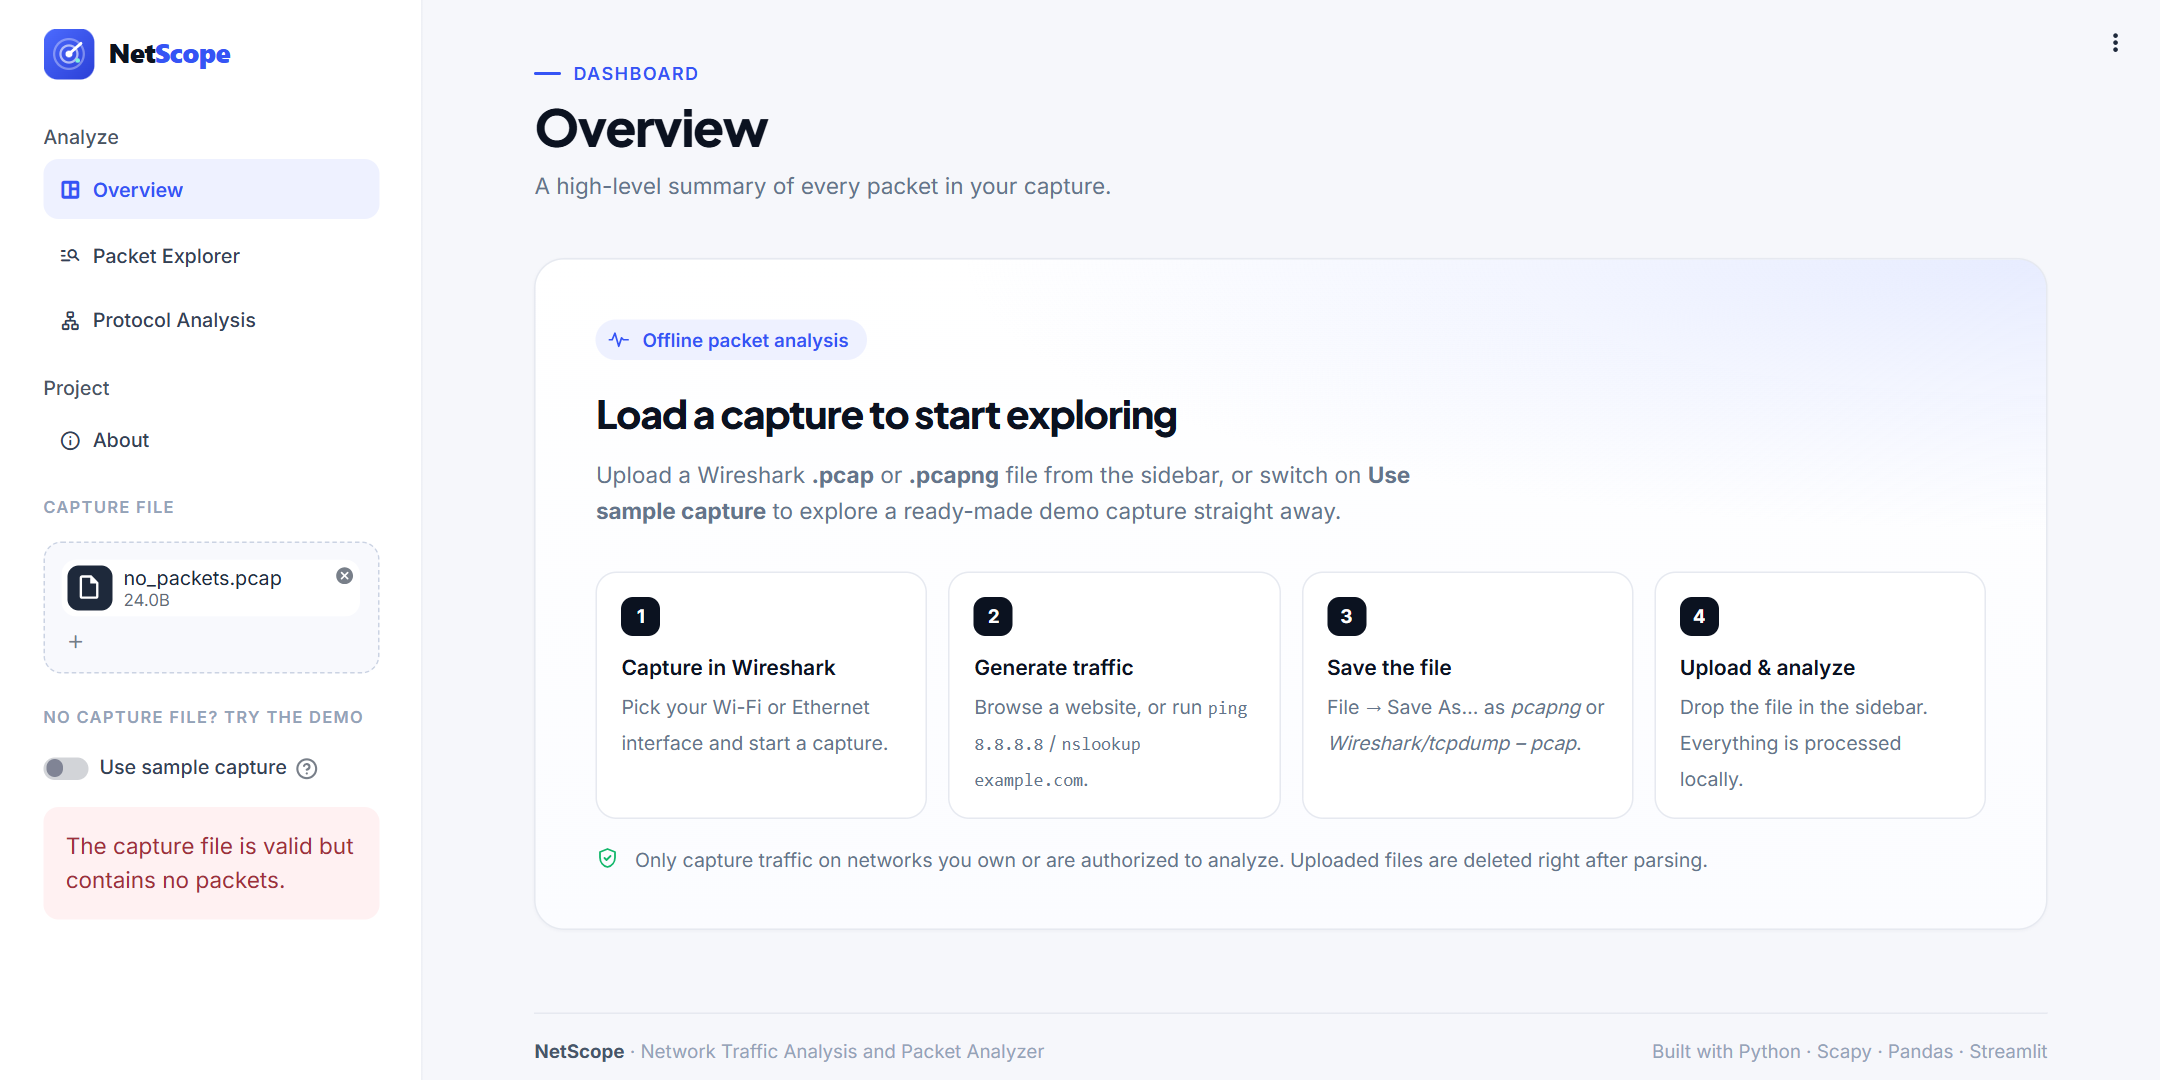 NetScope
Analyze
Overview
Packet Explorer
Protocol Analysis
Project
About
CAPTURE FILE
no_packets.pcap
24.0B
NO CAPTURE FILE? TRY THE DEMO
Use sample capture
The capture file is valid but
contains no packets.
DASHBOARD
Overview
A high-level summary of every packet in your capture.
Offline packet analysis
Load a capture to start exploring
Upload a Wireshark .pcap or .pcapng file from the sidebar, or switch on Use
sample capture to explore a ready-made demo capture straight away.
1
Capture in Wireshark
Pick your Wi-Fi or Ethernet
interface and start a capture.
2
Generate traffic
Browse a website, or run ping
8.8.8.8 / nslookup
example.com.
3
Save the file
File → Save As... as pcapng or
Wireshark/tcpdump – pcap.
4
Upload & analyze
Drop the file in the sidebar.
Everything is processed
locally.
Only capture traffic on networks you own or are authorized to analyze. Uploaded files are deleted right after parsing.
NetScope · Network Traffic Analysis and Packet Analyzer
Built with Python · Scapy · Pandas · Streamlit